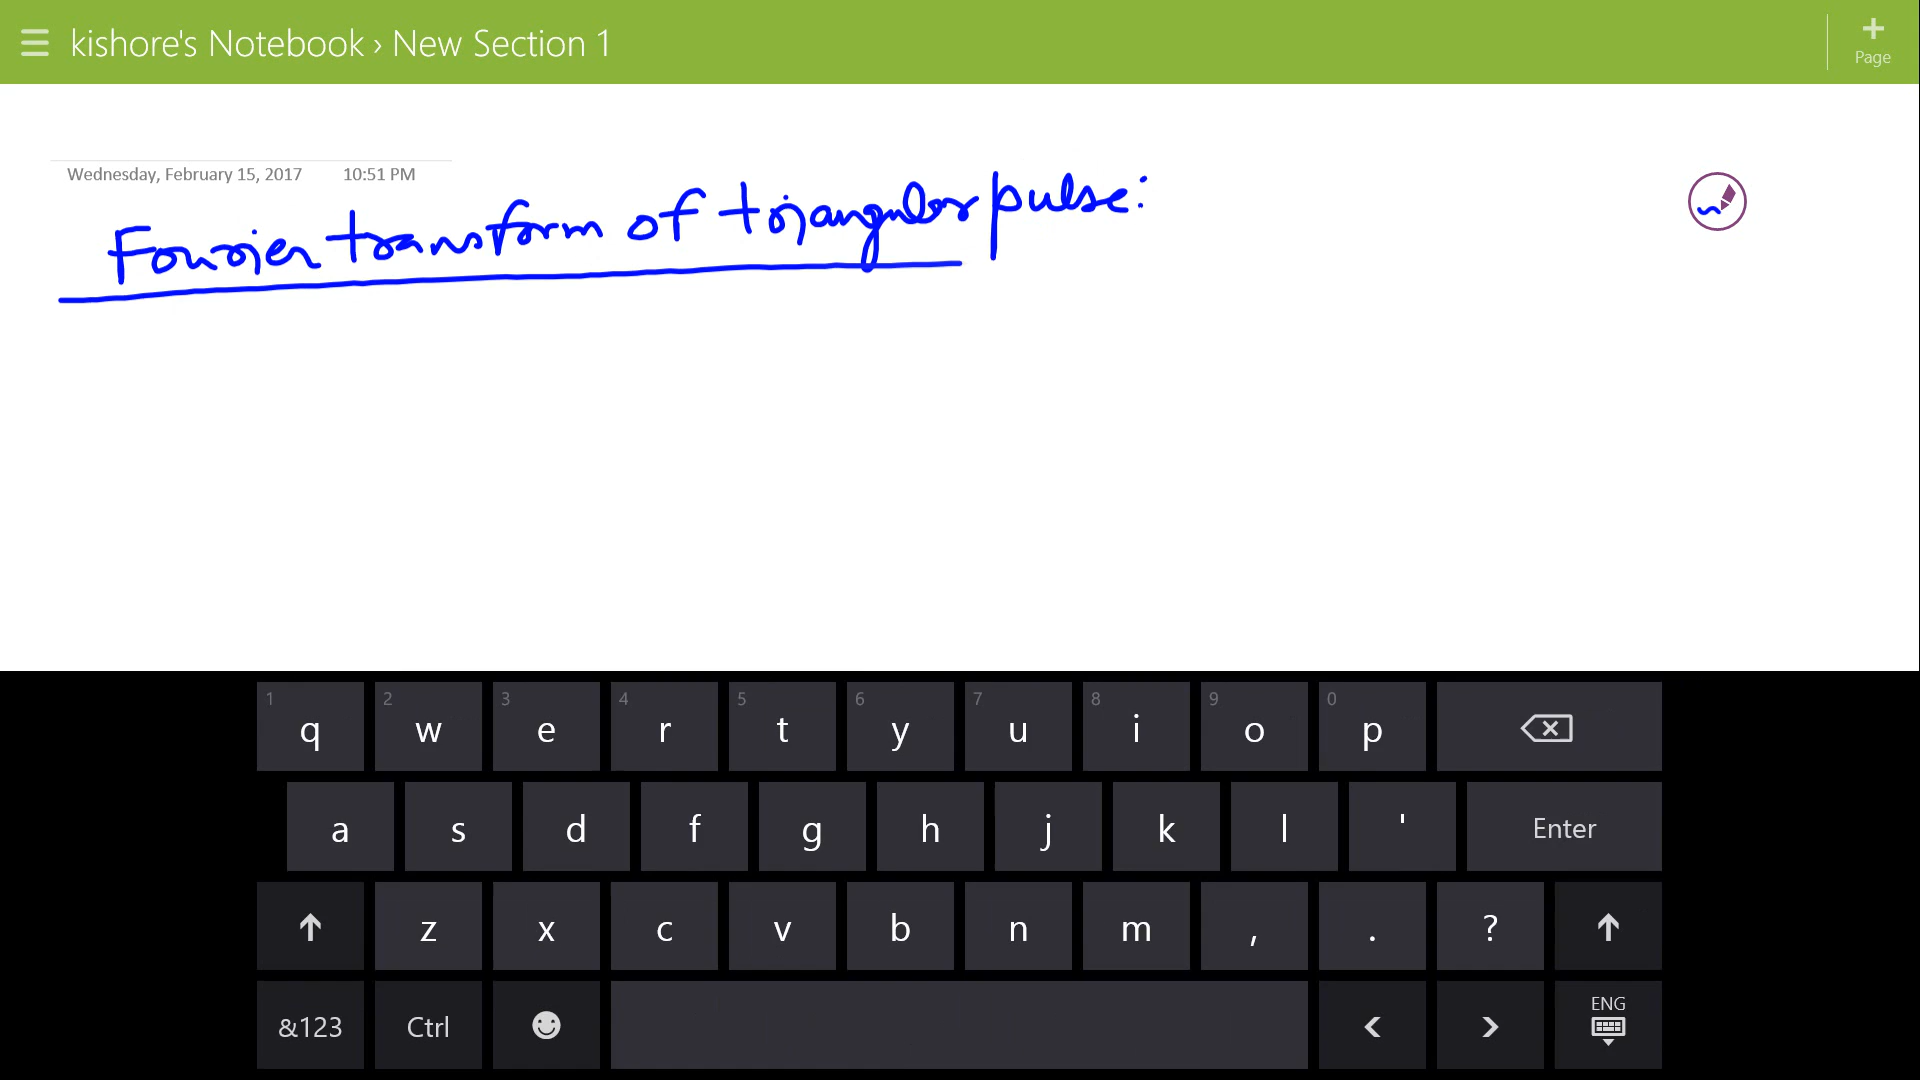 kishore's Notebook › New Section 1
Page
Wednesday, February 15, 2017 10:51 PM
Fourier transform of triangular pulse:
1 q 2 w 3 e 4 r 5 t 6 y 7 u 8 i 9 o 0 p
a s d f g h j k l ' Enter
z x c v b n m , . ?
&123 Ctrl < > ENG